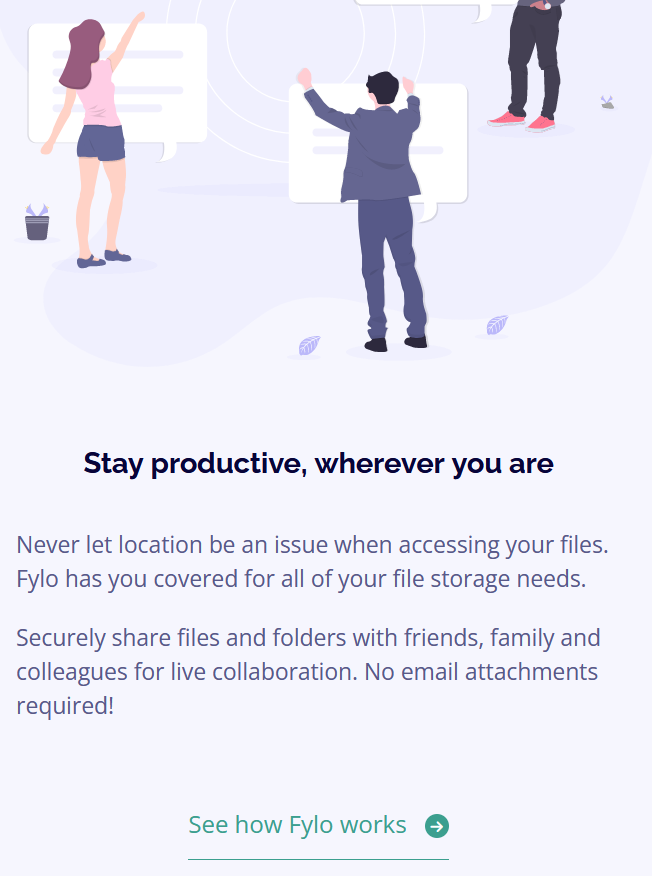 Stay productive, wherever you are
Never let location be an issue when accessing your files.
Fylo has you covered for all of your file storage needs.
Securely share files and folders with friends, family and
colleagues for live collaboration. No email attachments
required!
See how Fylo works